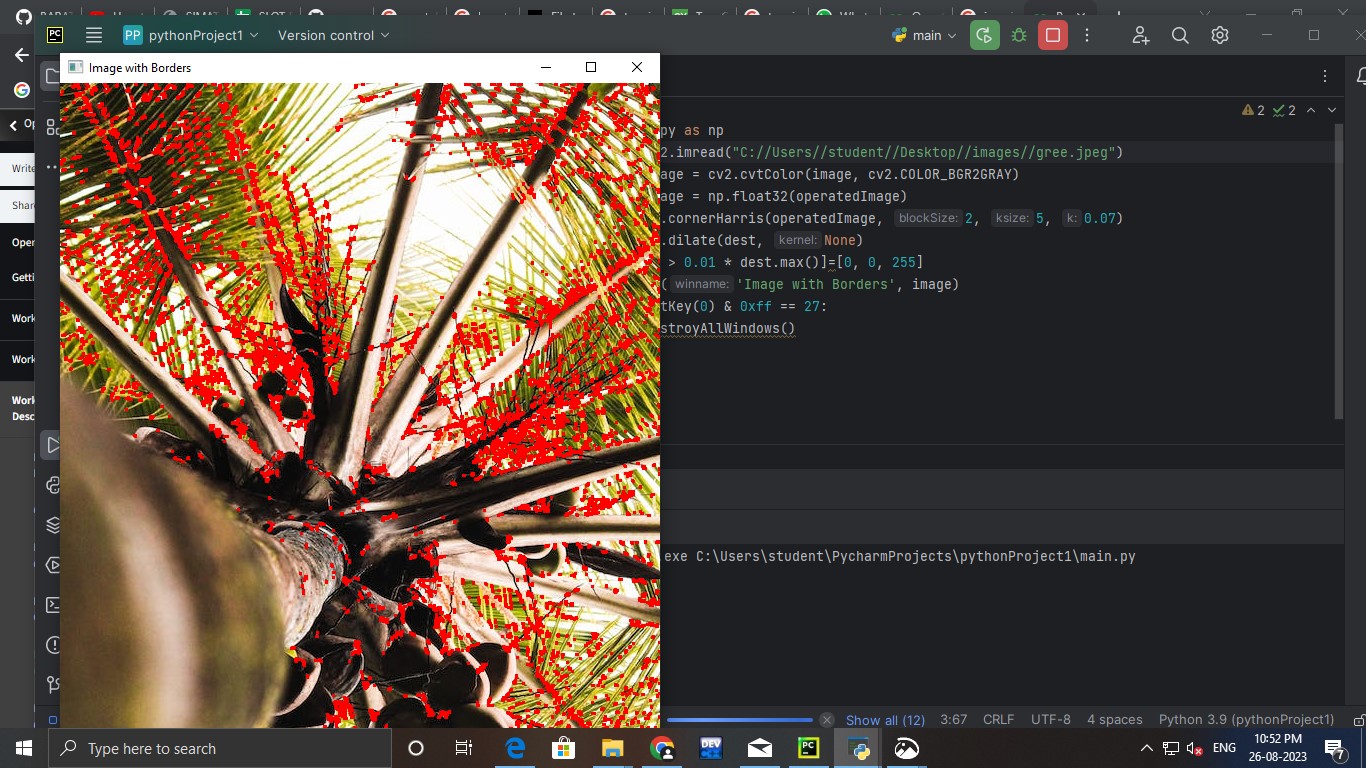 PP pythonProject1
Version control
main
Image with Borders
2
2
py as np
2.imread("C://Users//student//Desktop//images//gree.jpeg")
age = cv2.cvtColor(image, cv2.COLOR_BGR2GRAY)
age = np.float32(operatedImage)
.cornerHarris(operatedImage, blockSize: 2, ksize: 5, k: 0.07)
.dilate(dest, kernel: None)
> 0.01 * dest.max()]=[0, 0, 255]
( winname: 'Image with Borders', image)
tKey(0) & 0xff == 27:
stroyAllWindows()
Write
Shar
Oper
Getti
Work
Work
Work
Desc
.exe C:\Users\student\PycharmProjects\pythonProject1\main.py
Show all (12)
3:67
CRLF
UTF-8
4 spaces
Python 3.9 (pythonProject1)
Type here to search
DEV
PC
ENG
10:52 PM
26-08-2023
7